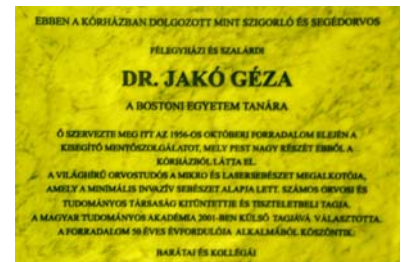 EBBEN A KÓRHÁZBAN DOLGOZOTT MINT SZIGORLÓ ÉS SEGÉDORVOS
FÉLEGYHÁZI ÉS SZALÁRDI
DR. JAKÓ GÉZA
A BOSTONI EGYETEM TANÁRA
Ő SZERVEZTE MEG ITT AZ 1956-OS OKTÓBERI FORRADALOM ELEJÉN A
KISEGÍTŐ MENTŐSZOLGÁLATOT, MELY PEST NAGY RÉSZÉT EBBŐL A
KÓRHÁZBÓL LÁTTA EL.
A VILÁGHÍRŰ ORVOSTUDÓS A MIKRO ÉS LASERSEBÉSZET MEGALKOTÓJA,
AMELY A MINIMÁLIS INVAZÍV SEBÉSZET ALAPJA LETT. SZÁMOS ORVOSI ÉS
TUDOMÁNYOS TÁRSASÁG KITÜNTETTJE ÉS TISZTELETBELI TAGJA.
A MAGYAR TUDOMÁNYOS AKADÉMIA 2001-BEN KÜLSŐ TAGJÁVÁ VÁLASZTOTTA.
A FORRADALOM 50 ÉVES ÉVFORDULÓJA ALKALMÁBÓL KÖSZÖNTIK:
BARÁTAI ÉS KOLLÉGÁI